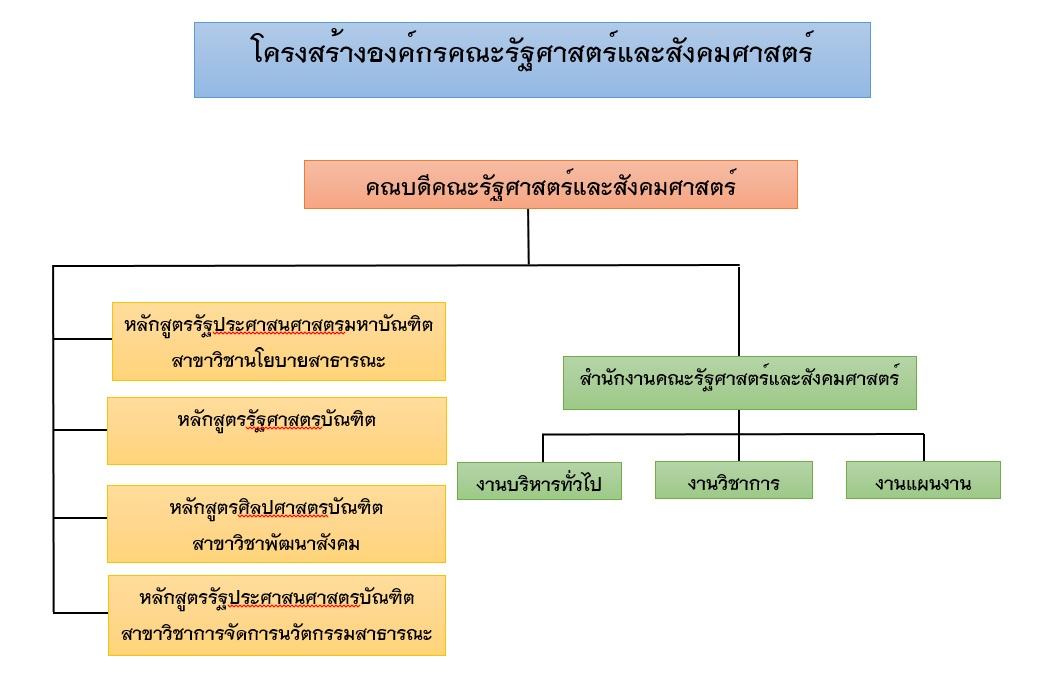 โครงสร้างองค์กรคณะรัฐศาสตร์และสังคมศาสตร์
คณบดีคณะรัฐศาสตร์และสังคมศาสตร์
หลักสูตรรัฐประศาสนศาสตรมหาบัณฑิต
สาขาวิชานโยบายสาธารณะ
หลักสูตรรัฐศาสตรบัณฑิต
หลักสูตรศิลปศาสตรบัณฑิต
สาขาวิชาพัฒนาสังคม
หลักสูตรรัฐประศาสนศาสตรบัณฑิต
สาขาวิชาการจัดการนวัตกรรมสาธารณะ
สำนักงานคณะรัฐศาสตร์และสังคมศาสตร์
งานบริหารทั่วไป
งานวิชาการ
งานแผนงาน